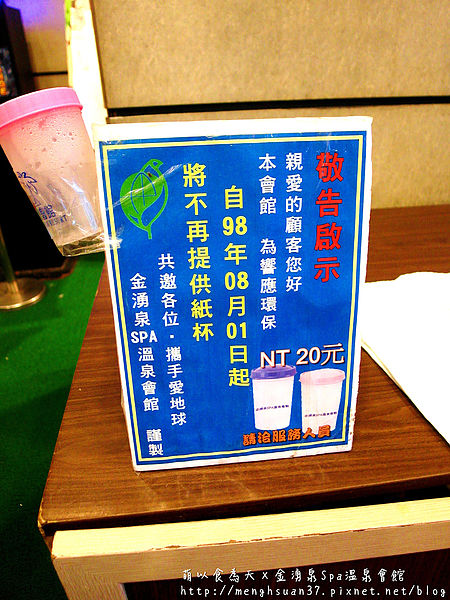 敬告啟示
親愛的顧客您好
本會館 為響應環保
自98年08月01日起
將不再提供紙杯
共邀各位·攜手愛地球
金湧泉SPA溫泉會館 謹製
NT 20元
請洽服務人員
萌以食為天 X 金湧泉Spa溫泉會館
http://menghsuan37.pixnet.net/blog